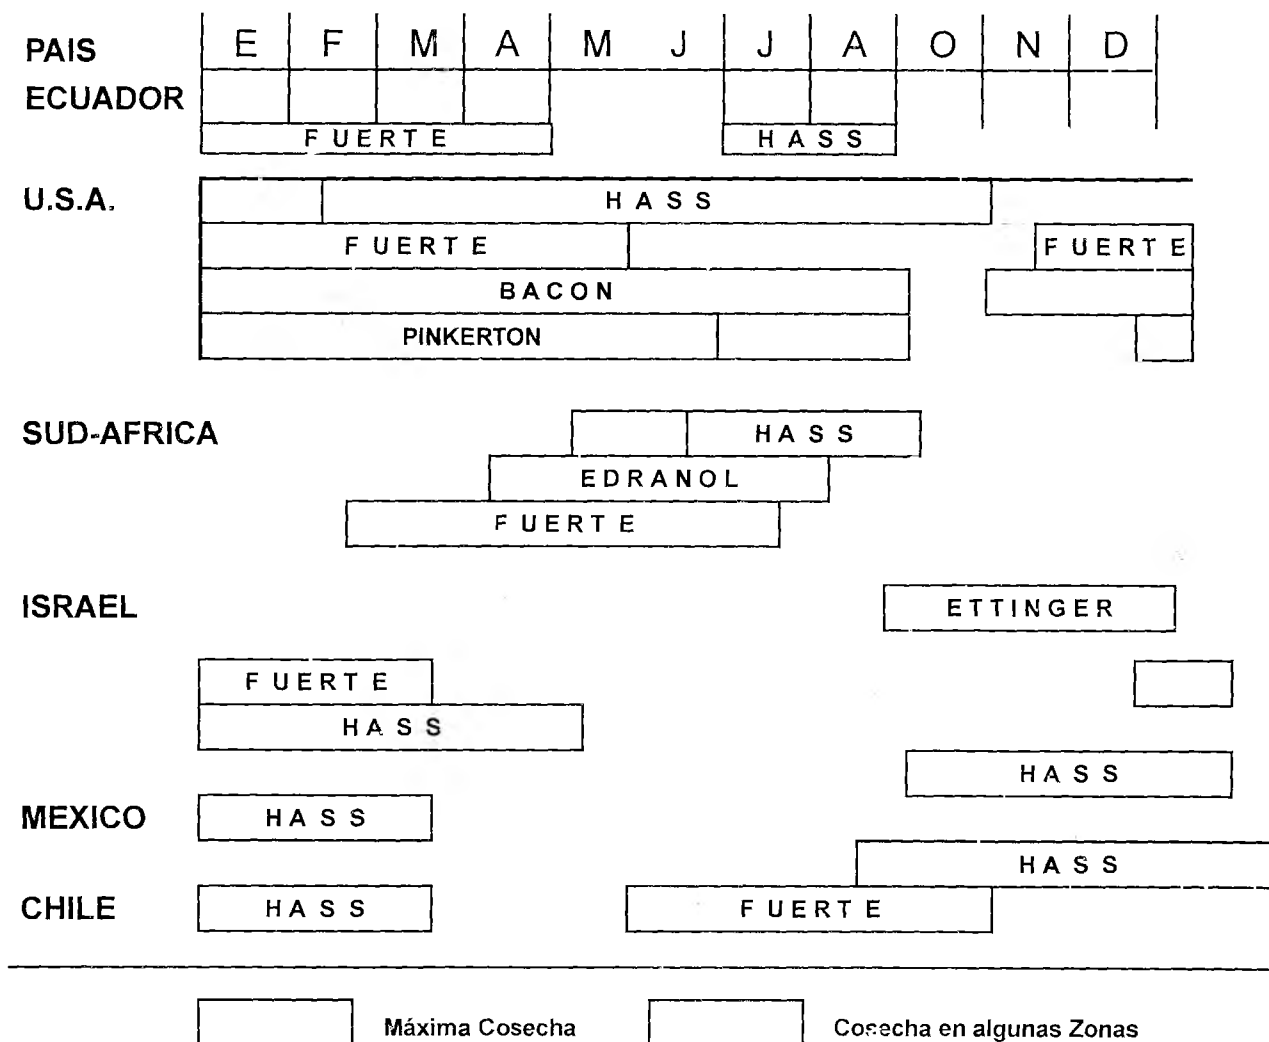 PAIS E F M A M J J A O N D
ECUADOR
FUERTE HASS
U.S.A. HASS
FUERTE FUERTE
BACON
PINKERTON
SUD-AFRICA HASS
EDRANOL
FUERTE
ISRAEL ETTINGER
FUERTE
HASS
HASS
MEXICO HASS
HASS
CHILE HASS FUERTE
Máxima Cosecha Cosecha en algunas Zonas